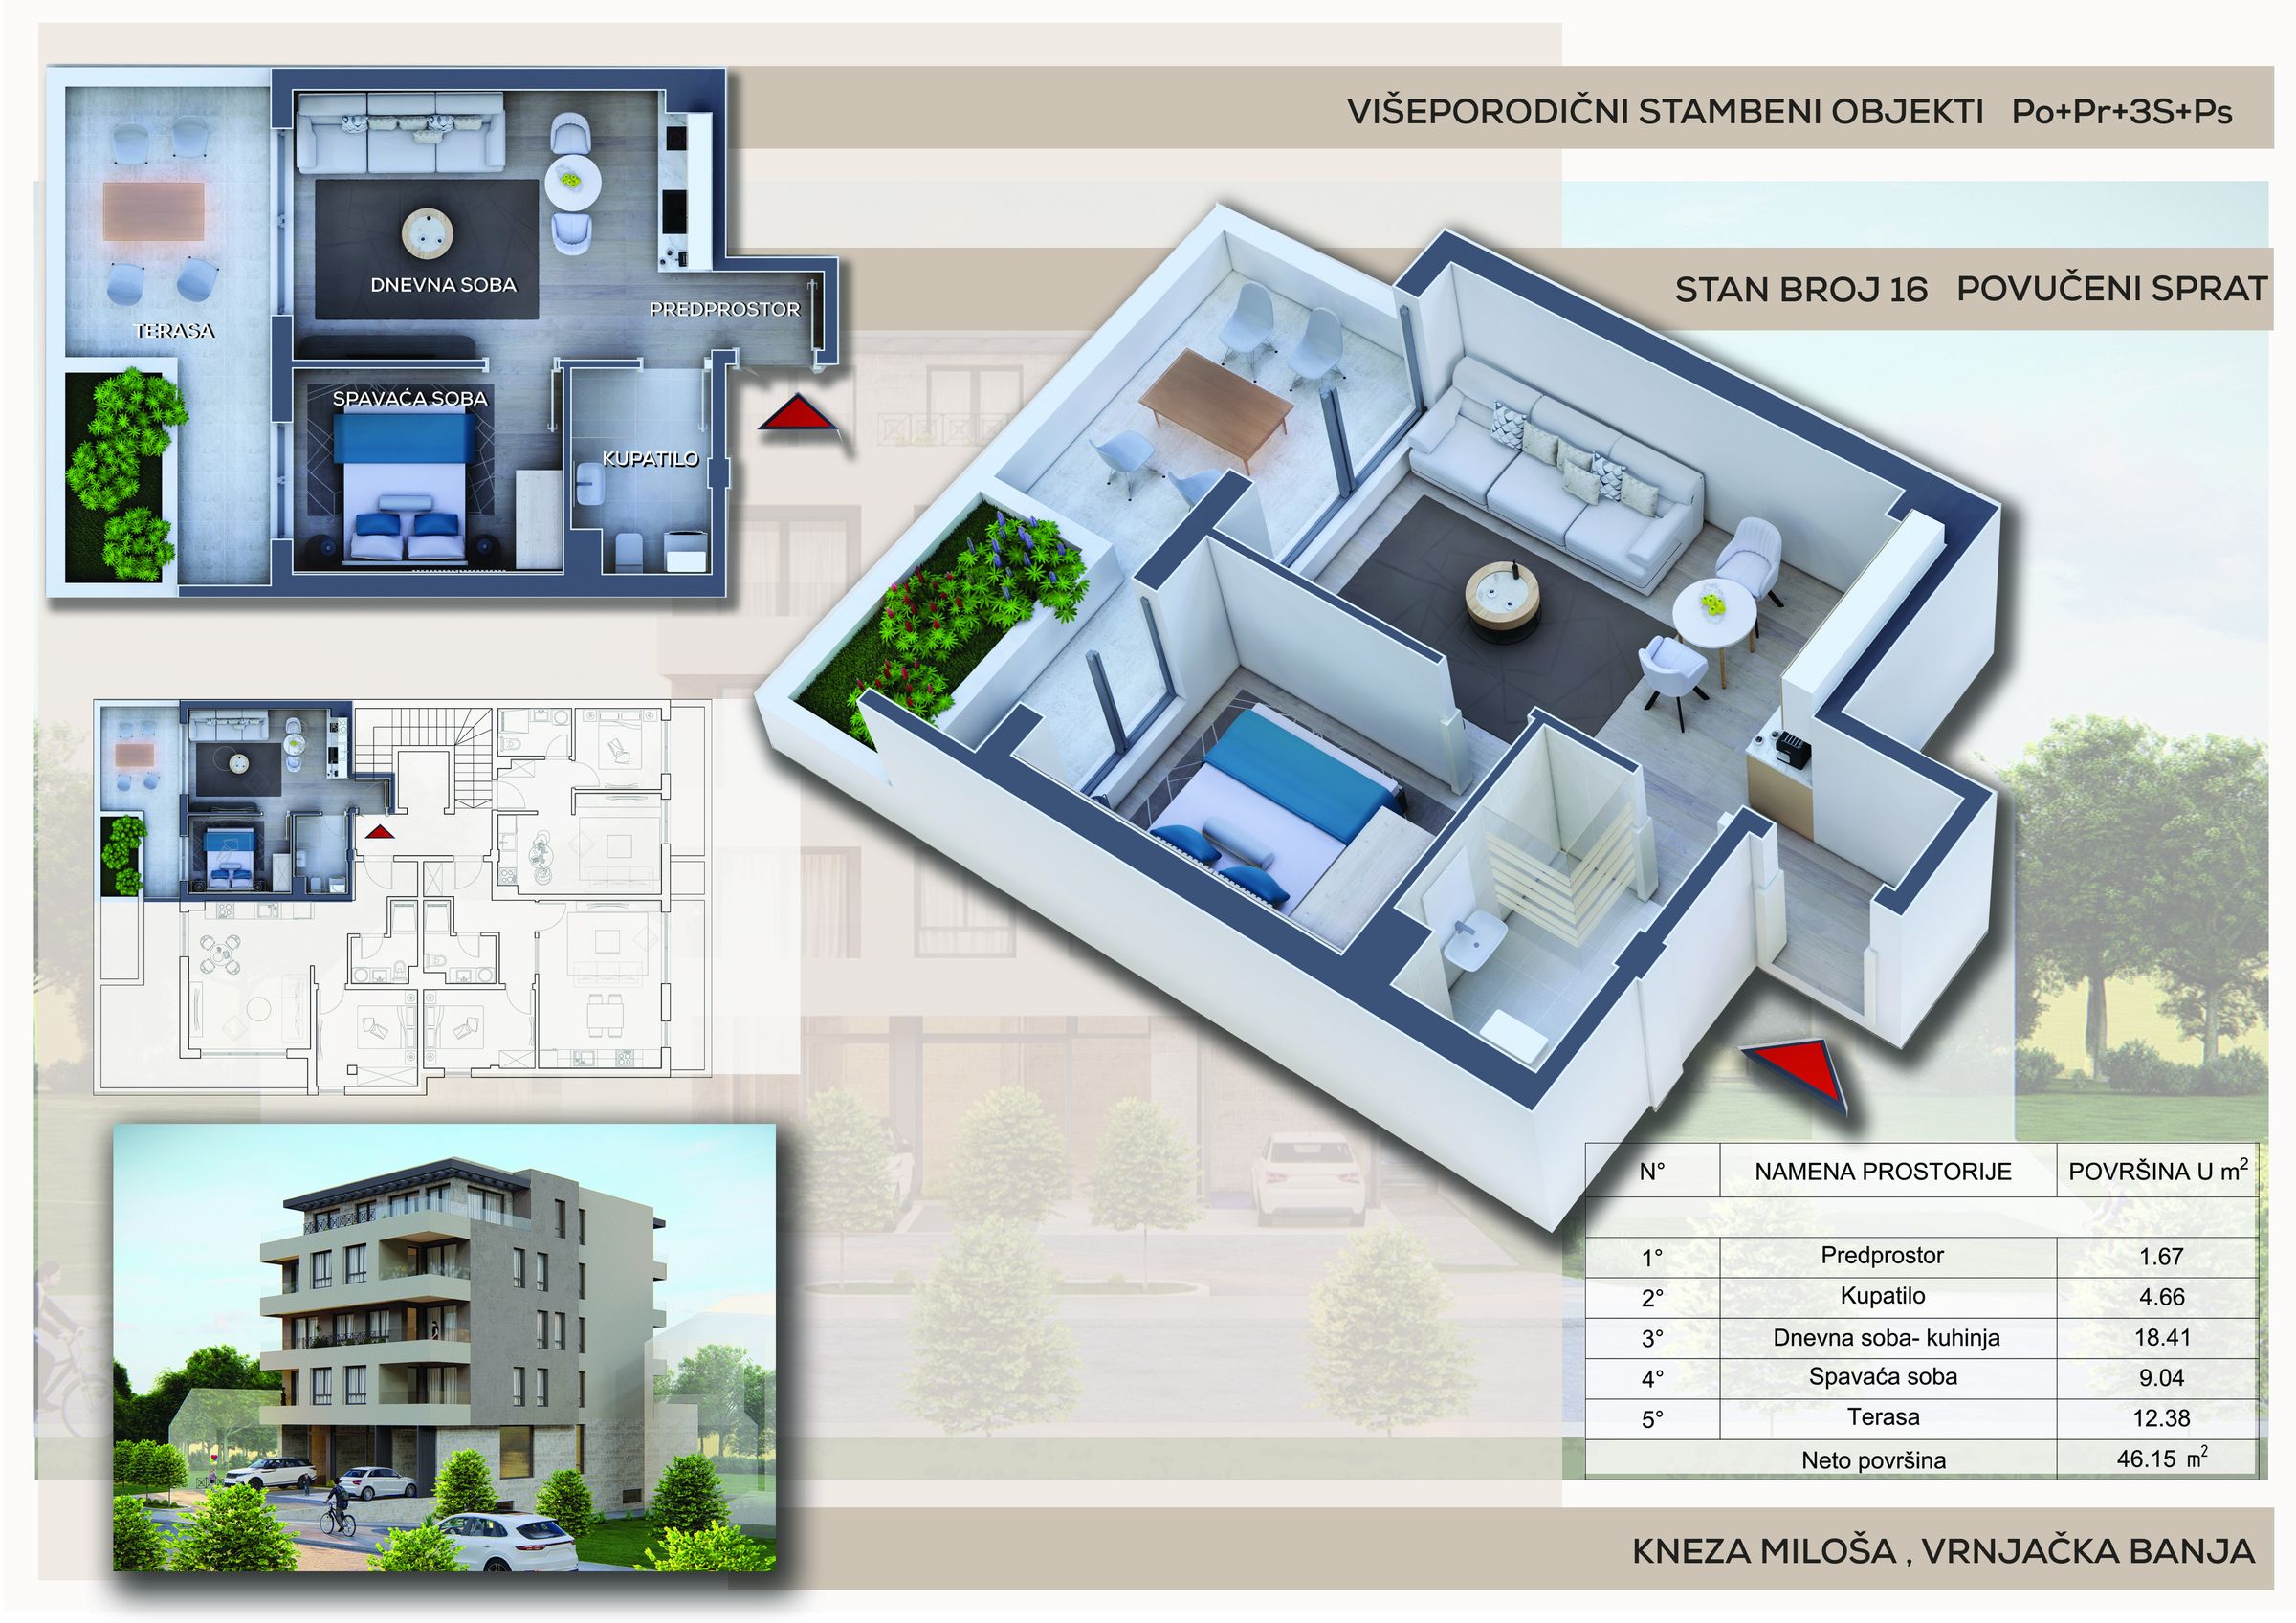 VIŠEPORODIČNI STAMBENI OBJEKTI Po+Pr+3S+Ps
STAN BROJ 16 POVUČENI SPRAT
DNEVNA SOBA
PREDPROSTOR
TERASA
SPAVAĆA SOBA
KUPATILO
N° NAMENA PROSTORIJE POVRŠINA U m²
1° Predprostor 1.67
2° Kupatilo 4.66
3° Dnevna soba- kuhinja 18.41
4° Spavaća soba 9.04
5° Terasa 12.38
Neto površina 46.15 m²
KNEZA MILOŠA , VRNJAČKA BANJA